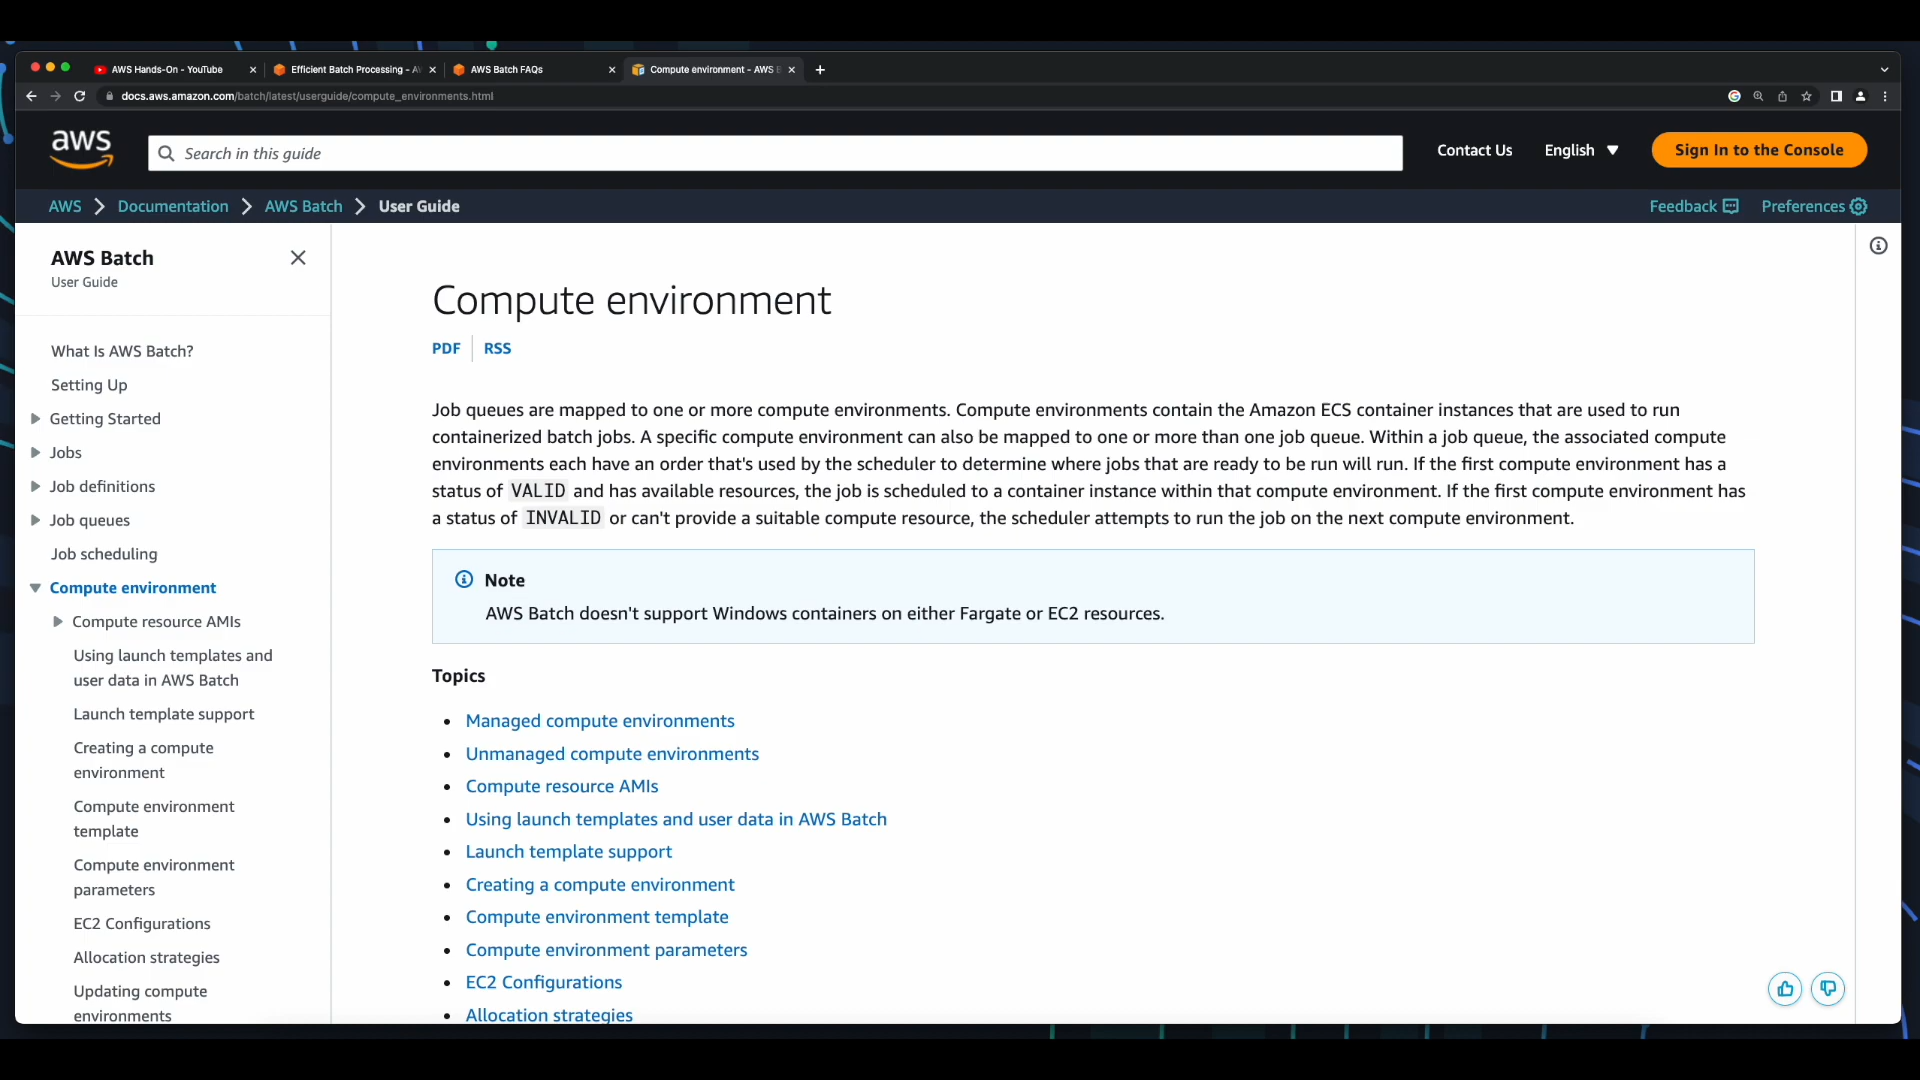 AWS Hands-On - YouTube
Efficient Batch Processing - A
AWS Batch FAQs
Compute environment - AWS B
docs.aws.amazon.com/batch/latest/userguide/compute_environments.html
aws
Search in this guide
Contact Us
English
Sign In to the Console
AWS
Documentation
AWS Batch
User Guide
Feedback
Preferences
AWS Batch
User Guide
What Is AWS Batch?
Setting Up
Getting Started
Jobs
Job definitions
Job queues
Job scheduling
Compute environment
Compute resource AMIs
Using launch templates and
user data in AWS Batch
Launch template support
Creating a compute
environment
Compute environment
template
Compute environment
parameters
EC2 Configurations
Allocation strategies
Updating compute
environments
Compute environment
PDF
RSS
Job queues are mapped to one or more compute environments. Compute environments contain the Amazon ECS container instances that are used to run
containerized batch jobs. A specific compute environment can also be mapped to one or more than one job queue. Within a job queue, the associated compute
environments each have an order that's used by the scheduler to determine where jobs that are ready to be run will run. If the first compute environment has a
status of VALID and has available resources, the job is scheduled to a container instance within that compute environment. If the first compute environment has
a status of INVALID or can't provide a suitable compute resource, the scheduler attempts to run the job on the next compute environment.
Note
AWS Batch doesn't support Windows containers on either Fargate or EC2 resources.
Topics
• Managed compute environments
• Unmanaged compute environments
• Compute resource AMIs
• Using launch templates and user data in AWS Batch
• Launch template support
• Creating a compute environment
• Compute environment template
• Compute environment parameters
• EC2 Configurations
• Allocation strategies